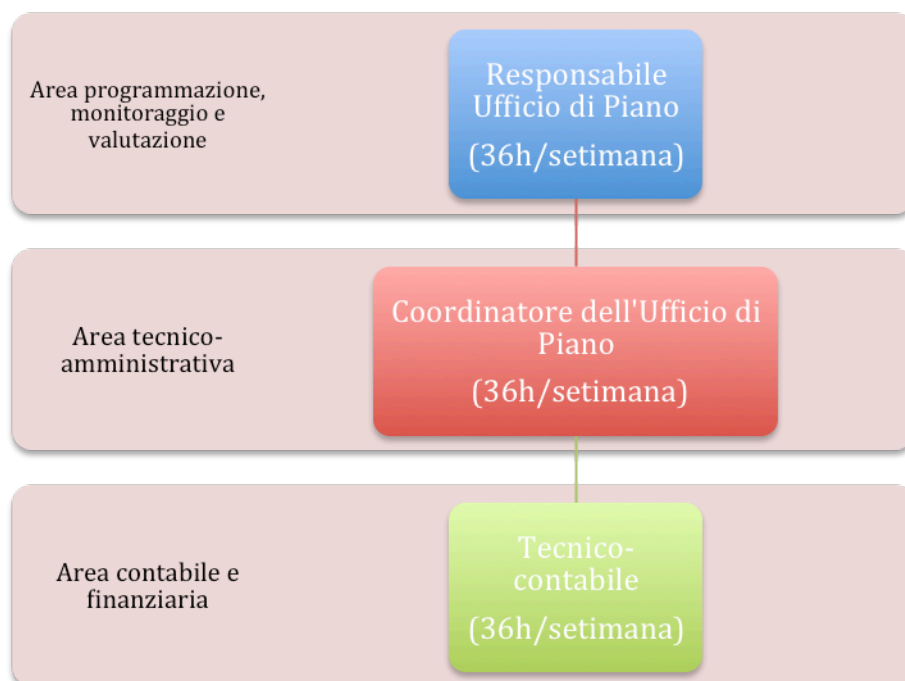 Area programmazione,
monitoraggio e
valutazione
Responsabile
Ufficio di Piano
(36h/setimana)
Area tecnico-
amministrativa
Coordinatore dell'Ufficio di
Piano
(36h/setimana)
Area contabile e
finanziaria
Tecnico-
contabile
(36h/setimana)